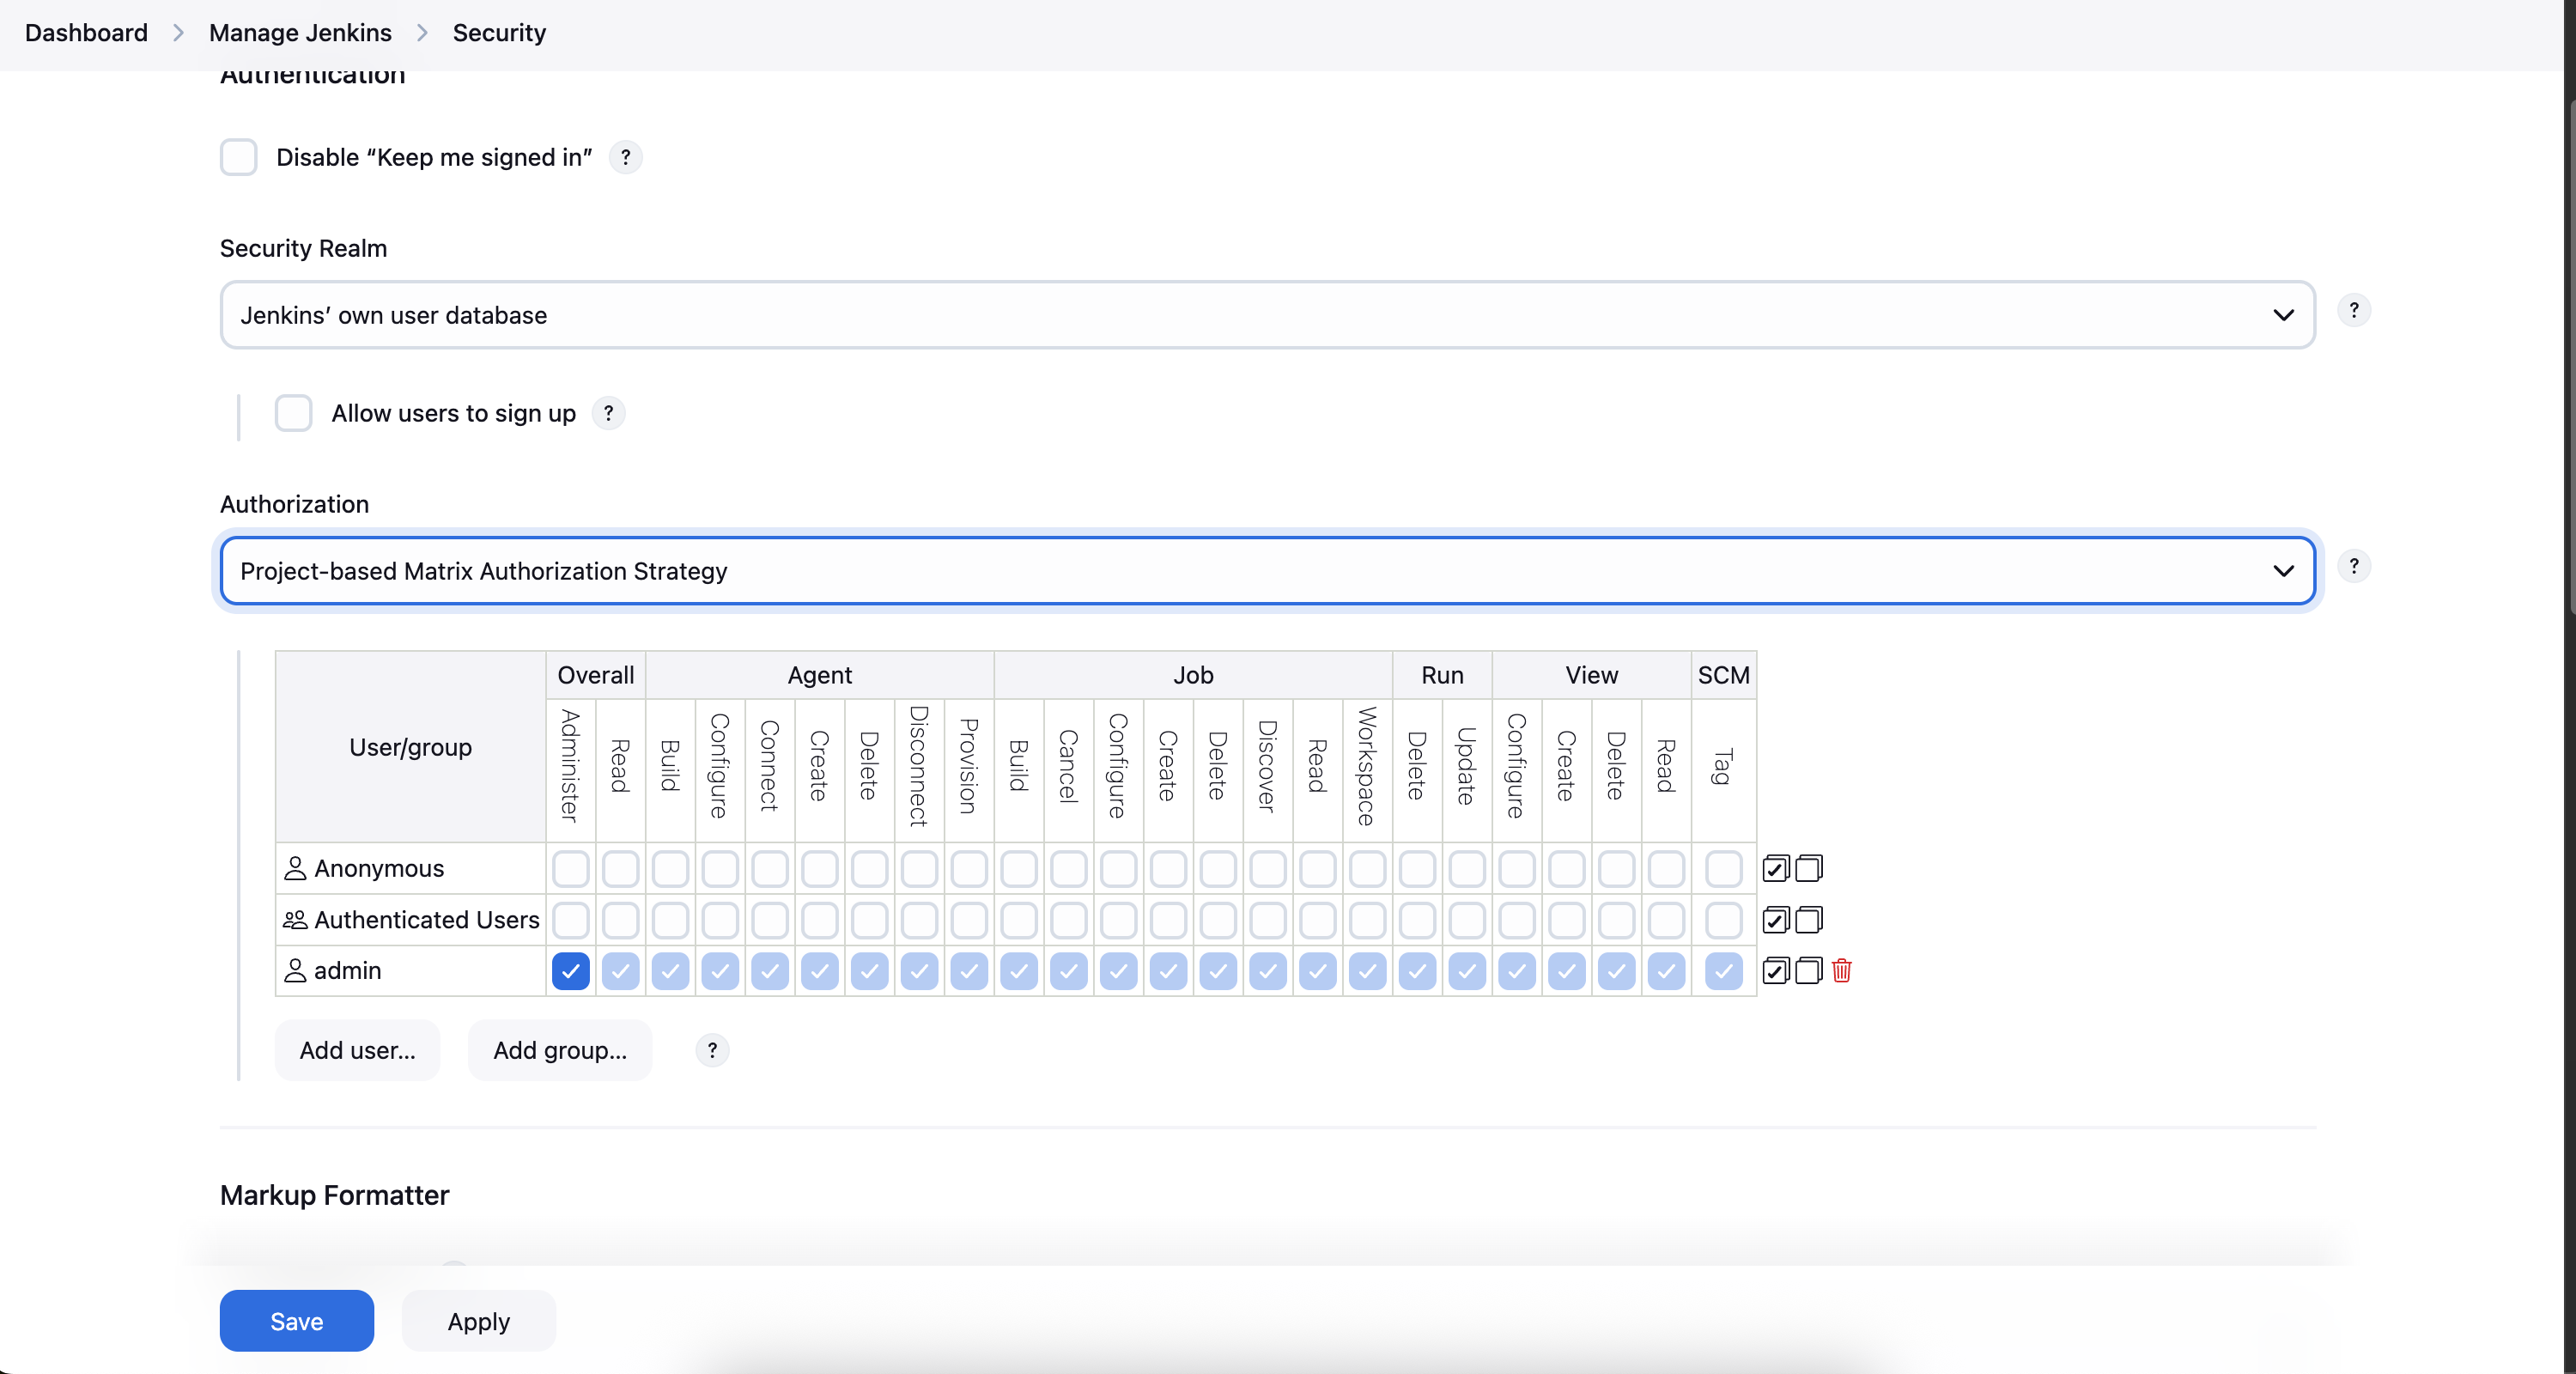 Dashboard > Manage Jenkins > Security
Authentication
Disable “Keep me signed in” ?
Security Realm
Jenkins’ own user database ?
Allow users to sign up ?
Authorization
Project-based Matrix Authorization Strategy ?
User/group Overall Agent Job Run View SCM
Administer Read Build Configure Connect Create Delete Disconnect Provision Build Cancel Configure Create Delete Discover Read Workspace Delete Update Configure Create Delete Read Tag
Anonymous
Authenticated Users
admin
Add user... Add group... ?
Markup Formatter
Save Apply